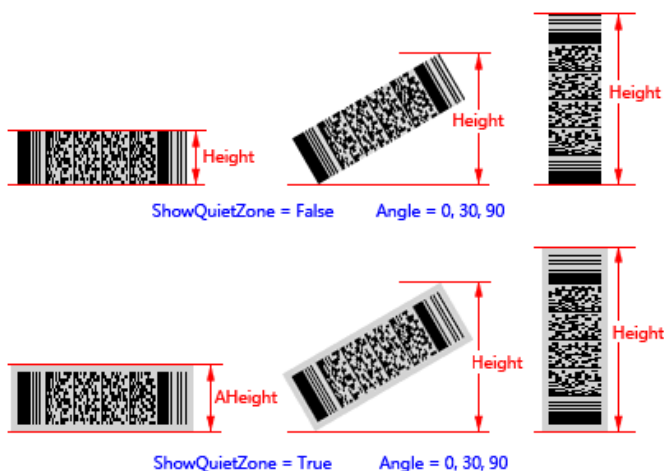 Height
Height
Height
ShowQuietZone = False Angle = 0, 30, 90
Height
Height
AHeight
ShowQuietZone = True Angle = 0, 30, 90